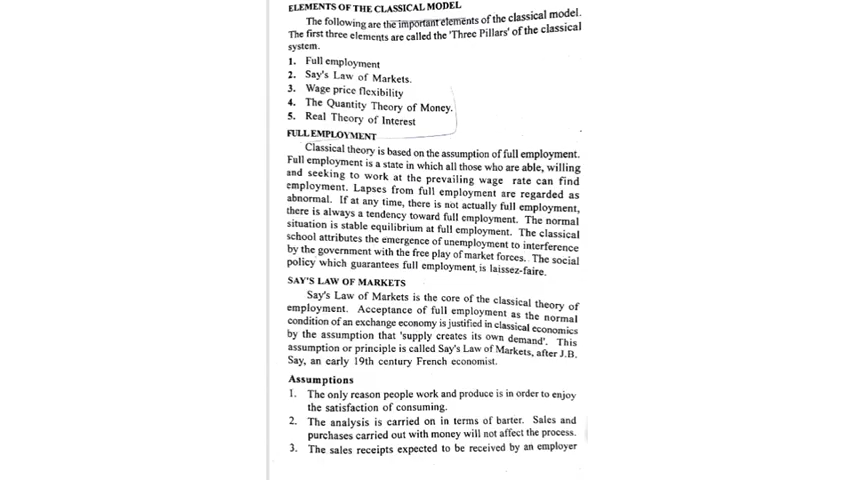 ELEMENTS OF THE CLASSICAL MODEL
The following are the important elements of the classical model.
The first three elements are called the 'Three Pillars' of the classical
system.
1. Full employment
2. Say's Law of Markets.
3. Wage price flexibility
4. The Quantity Theory of Money.
5. Real Theory of Interest
FULL EMPLOYMENT
Classical theory is based on the assumption of full employment.
Full employment is a state in which all those who are able, willing
and seeking to work at the prevailing wage rate can find
employment. Lapses from full employment are regarded as
abnormal. If at any time, there is not actually full employment,
there is always a tendency toward full employment. The normal
situation is stable equilibrium at full employment. The classical
school attributes the emergence of unemployment to interference
by the government with the free play of market forces. The social
policy which guarantees full employment is laissez-faire.
SAY'S LAW OF MARKETS
Say's Law of Markets is the core of the classical theory of
employment. Acceptance of full employment as the normal
condition of an exchange economy is justified in classical economics
by the assumption that 'supply creates its own demand'. This
assumption or principle is called Say's Law of Markets, after J.B.
Say, an early 19th century French economist.
Assumptions
1. The only reason people work and produce is in order to enjoy
the satisfaction of consuming.
2. The analysis is carried on in terms of barter. Sales and
purchases carried out with money will not affect the process.
3. The sales receipts expected to be received by an employer